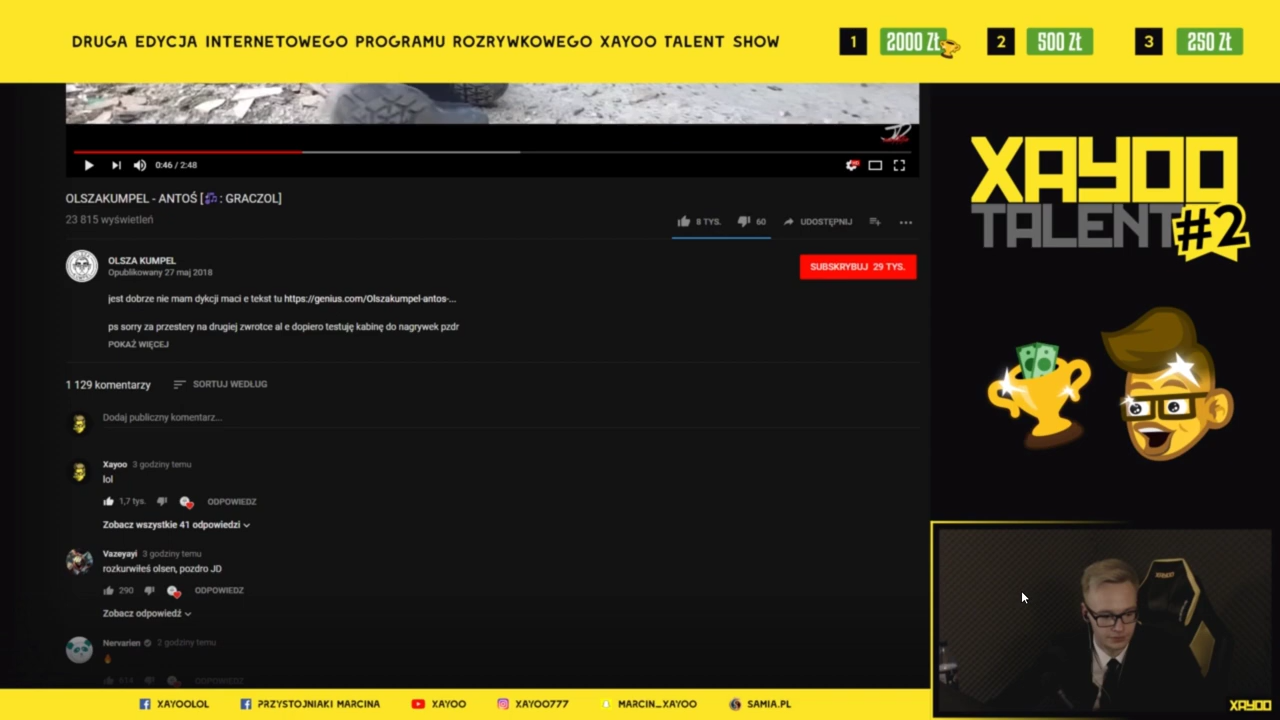 DRUGA EDYCJA INTERNETOWEGO PROGRAMU ROZRYWKOWEGO XAYOO TALENT SHOW
1 2000 Zł 2 500 Zł 3 250 Zł
0:46 / 2:48
OLSZAKUMPEL - ANTOŚ [🎵: GRACZOL]
23 815 wyświetleń
8 TYS. 60 UDOSTĘPNIJ
OLSZA KUMPEL
Opublikowany 27 maj 2018
SUBSKRYBUJ 29 TYS.
jest dobrze nie mam dykcji maci e tekst tu https://genius.com/Olszakumpel-antos-...
ps sorry za przestery na drugiej zwrotce al e dopiero testuję kabinę do nagrywek pzdr
POKAŻ WIĘCEJ
1 129 komentarzy SORTUJ WEDŁUG
Dodaj publiczny komentarz...
Xayoo 3 godziny temu
lol
1,7 tys. ODPOWIEDZ
Zobacz wszystkie 41 odpowiedzi
Vazeyayi 3 godziny temu
rozkurwiłeś olsen, pozdro JD
290 ODPOWIEDZ
Zobacz odpowiedź
Nervarien 2 godziny temu
614 ODPOWIEDZ
XAYOO
TALENT #2
XAYOO
XAYOO
XAYOOLOL PRZYSTOJNIAKI MARCINA XAYOO XAYOO777 MARCIN_XAYOO SAMIA.PL